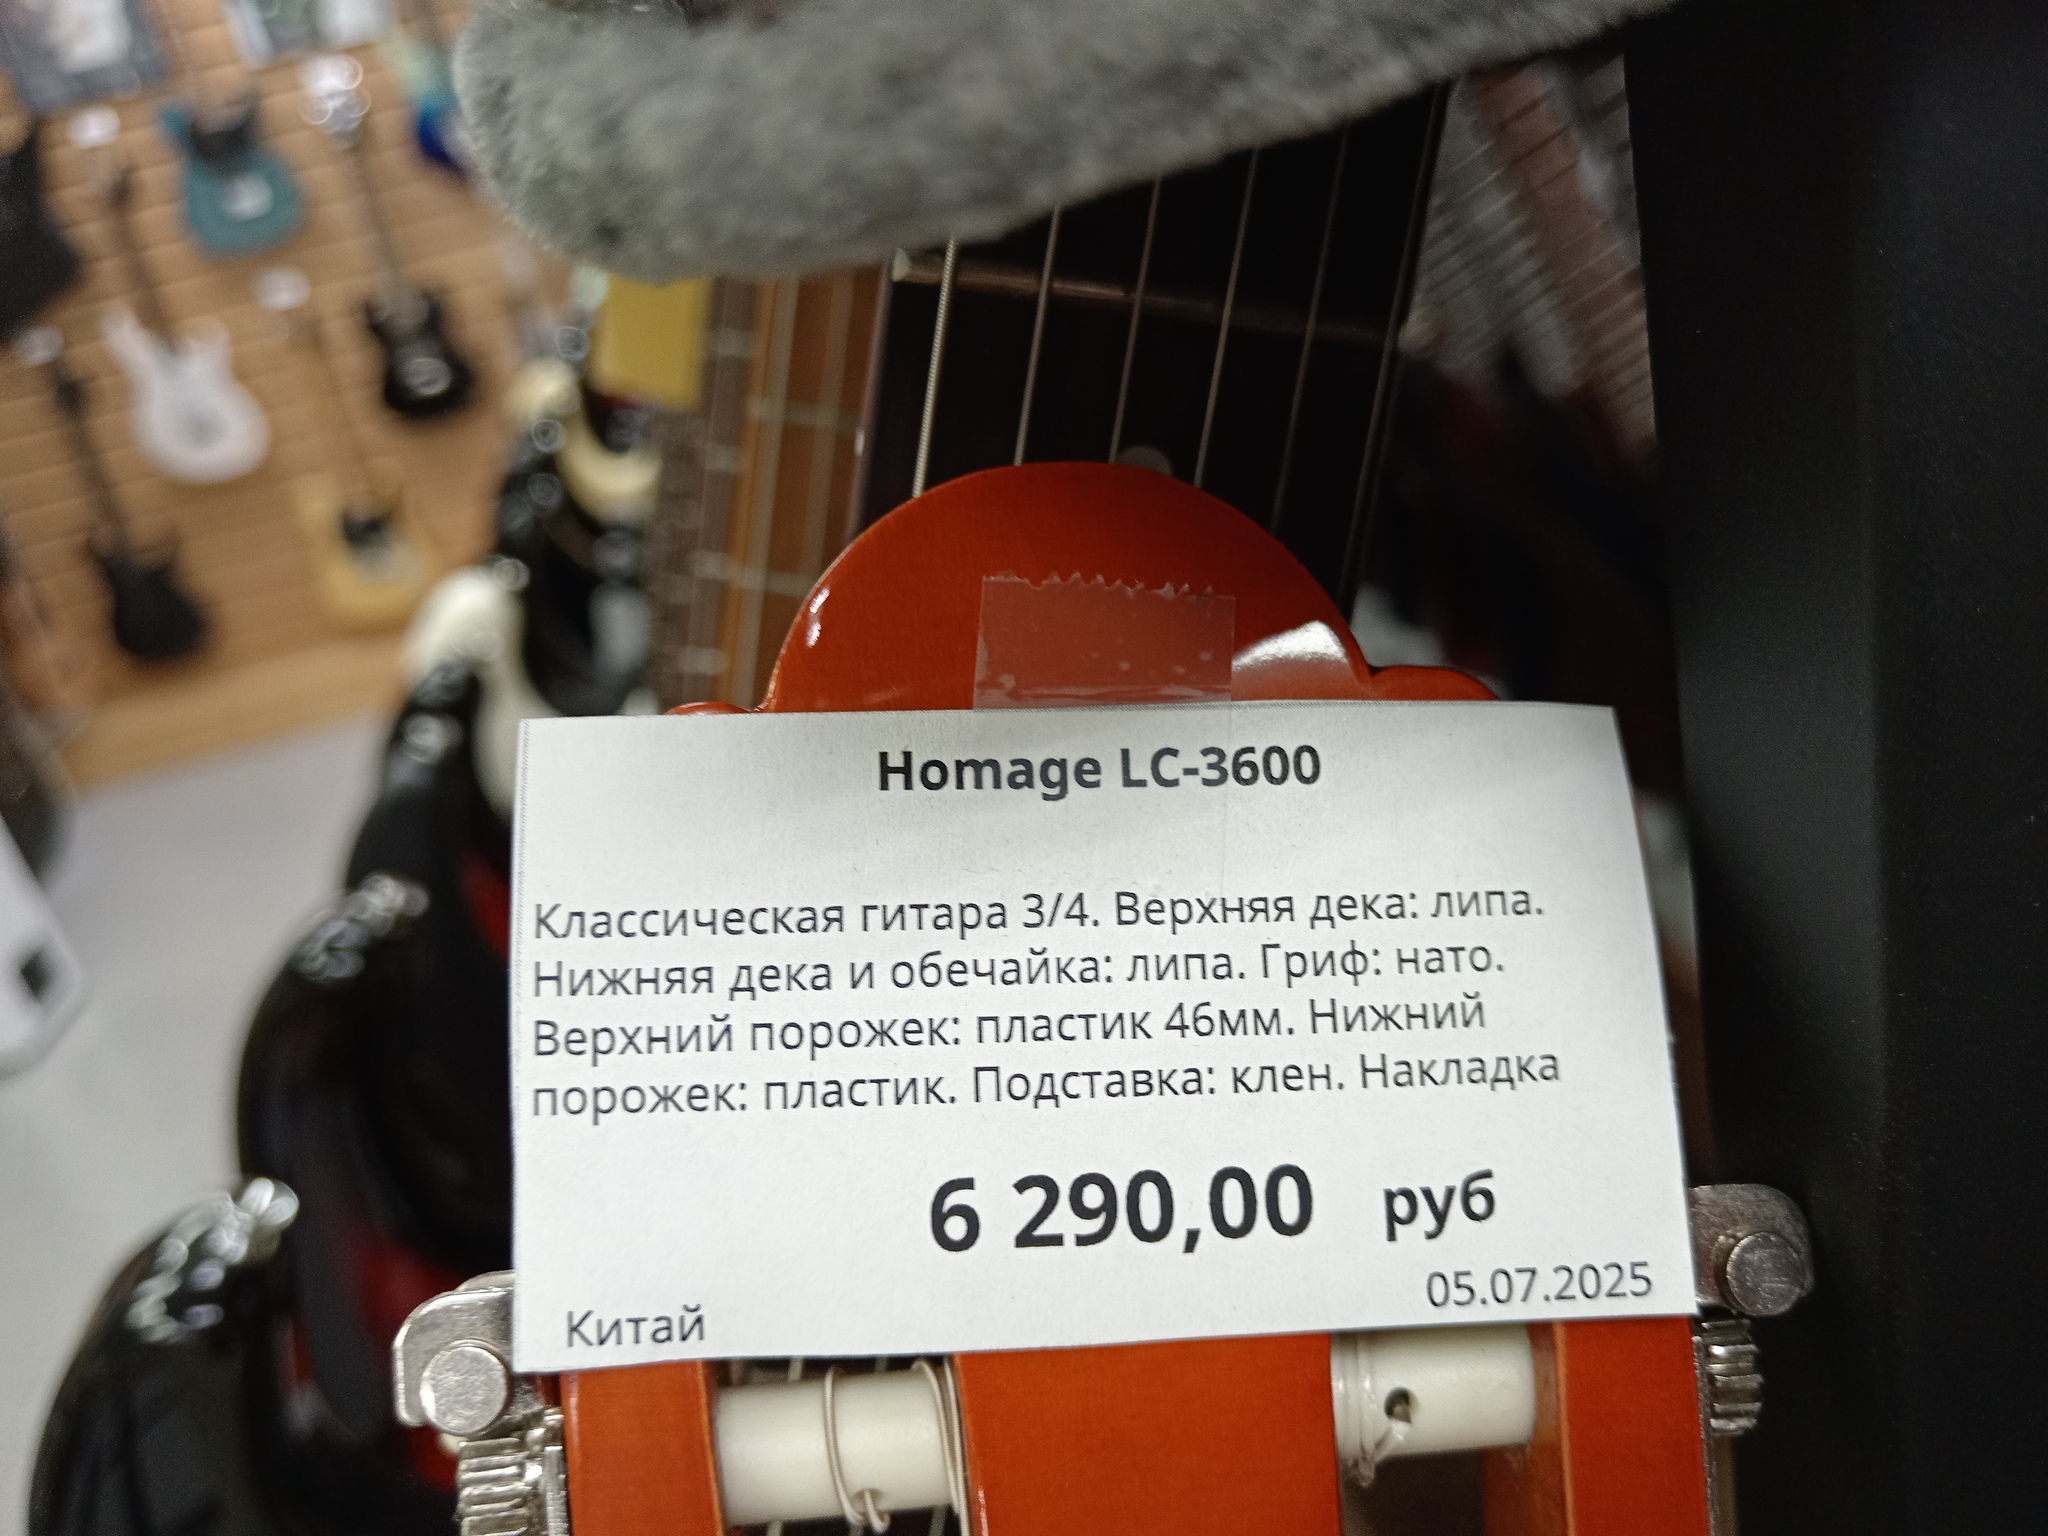 Homage LC-3600
Классическая гитара 3/4. Верхняя дека: липа.
Нижняя дека и обечайка: липа. Гриф: нато.
Верхний порожек: пластик 46мм. Нижний
порожек: пластик. Подставка: клен. Накладка
6 290,00 руб
05.07.2025
Китай